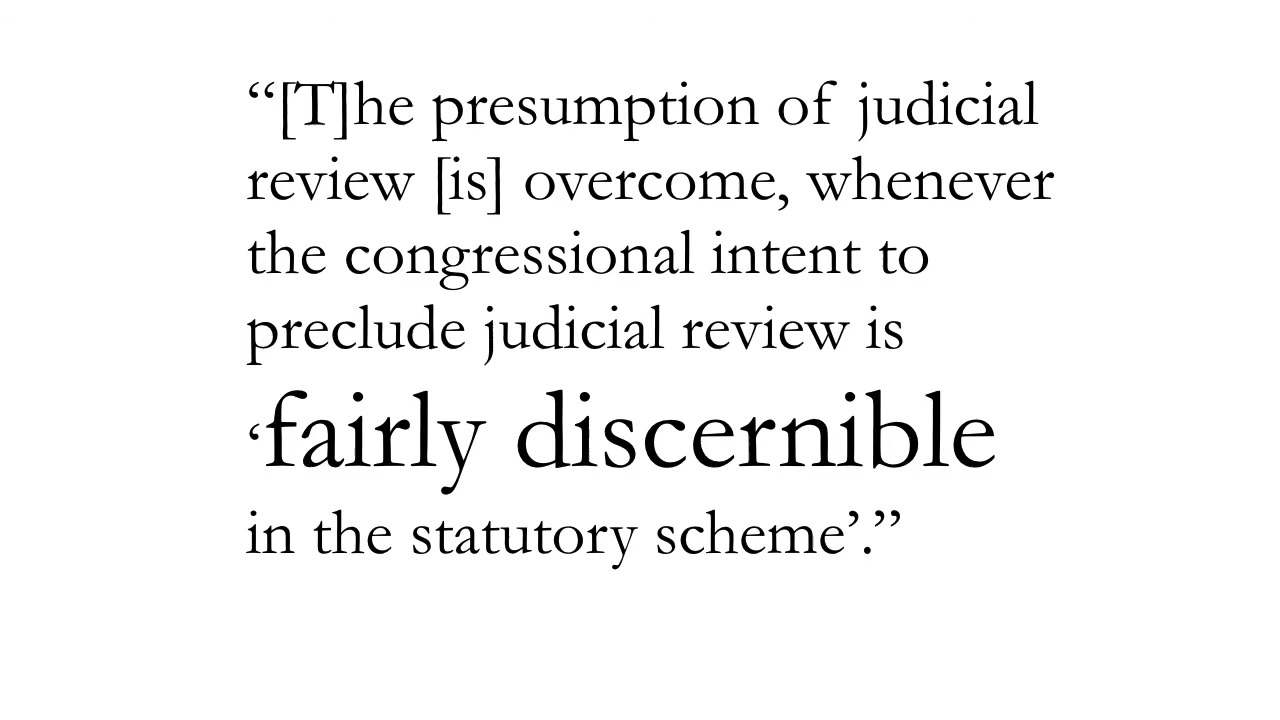 “[T]he presumption of judicial
review [is] overcome, whenever
the congressional intent to
preclude judicial review is
‘fairly discernible
in the statutory scheme’.”